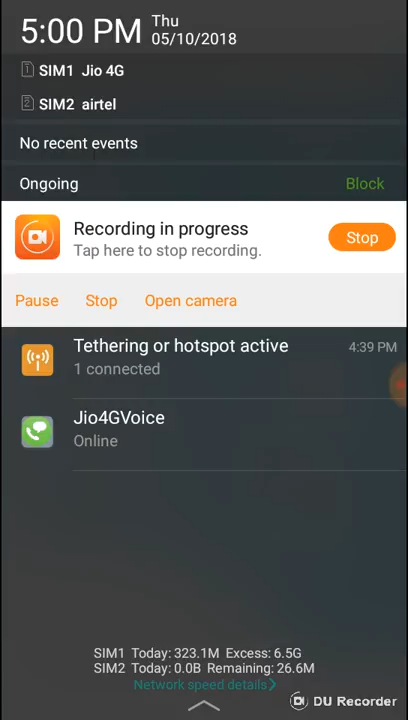 5:00 PM Thu
05/10/2018
1 SIM1 Jio 4G
2 SIM2 airtel
No recent events
Ongoing Block
Recording in progress
Tap here to stop recording.
Stop
Pause Stop Open camera
Tethering or hotspot active 4:39 PM
1 connected
Jio4GVoice
Online
SIM1 Today: 323.1M Excess: 6.5G
SIM2 Today: 0.0B Remaining: 26.6M
Network speed details
DU Recorder